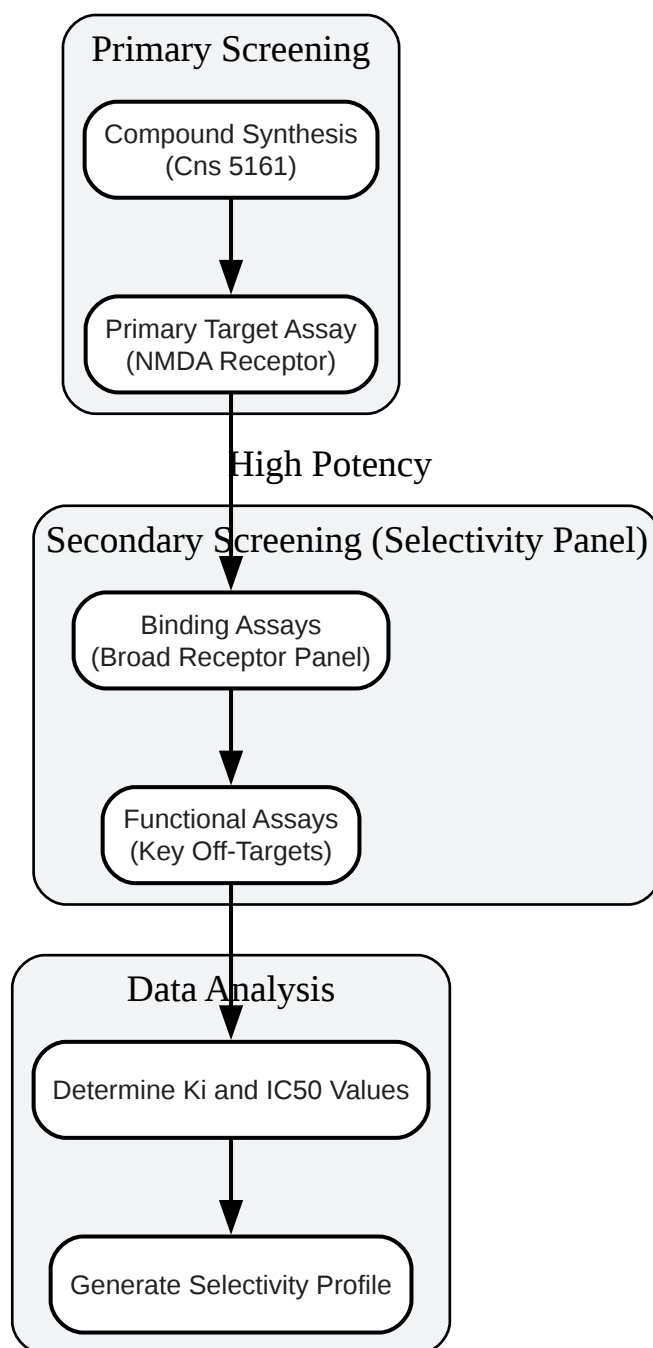 Primary Screening
Compound Synthesis
(Cns 5161)
Primary Target Assay
(NMDA Receptor)
High Potency
Secondary Screening (Selectivity Panel)
Binding Assays
(Broad Receptor Panel)
Functional Assays
(Key Off-Targets)
Data Analysis
Determine Ki and IC50 Values
Generate Selectivity Profile